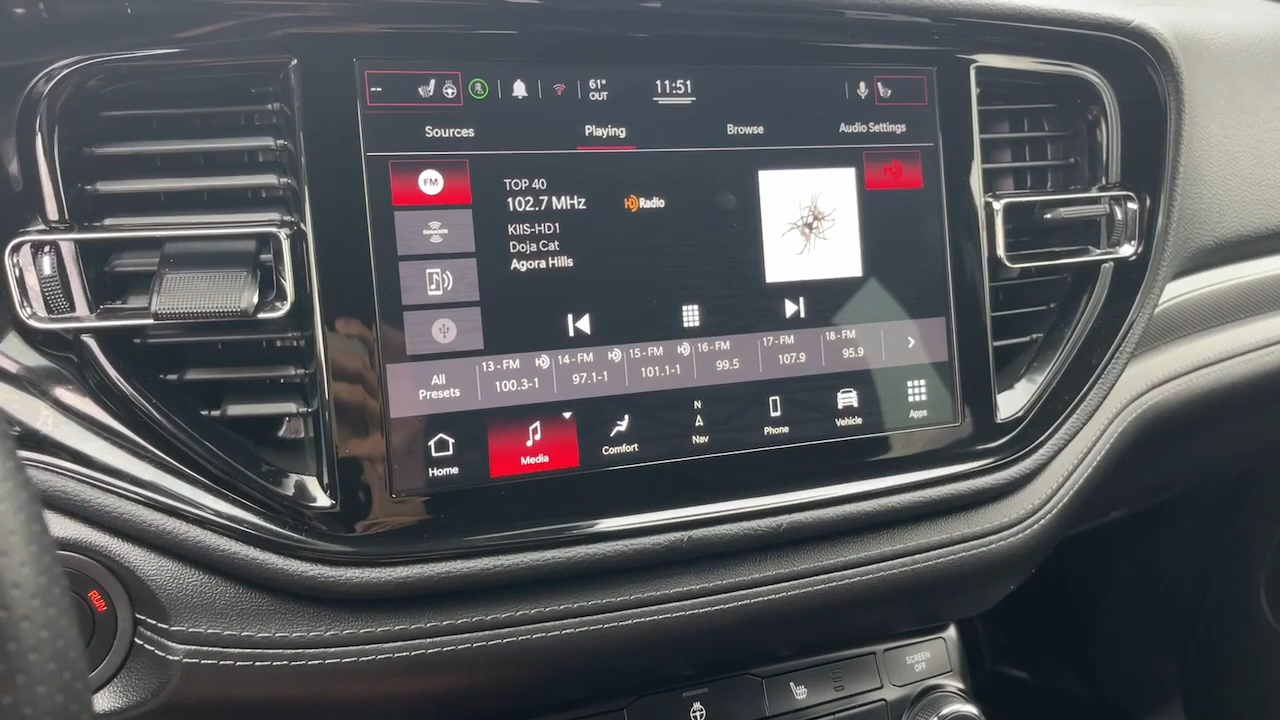 --
61°
OUT
11:51
Sources
Playing
Browse
Audio Settings
FM
TOP 40
102.7 MHz
HD Radio
KIIS-HD1
Doja Cat
Agora Hills
SiriusXM
All
Presets
13-FM
100.3-1
14-FM
97.1-1
15-FM
101.1-1
16-FM
99.5
17-FM
107.9
18-FM
95.9
Home
Media
Comfort
N
Nav
Phone
Vehicle
Apps
RUN
SCREEN
OFF